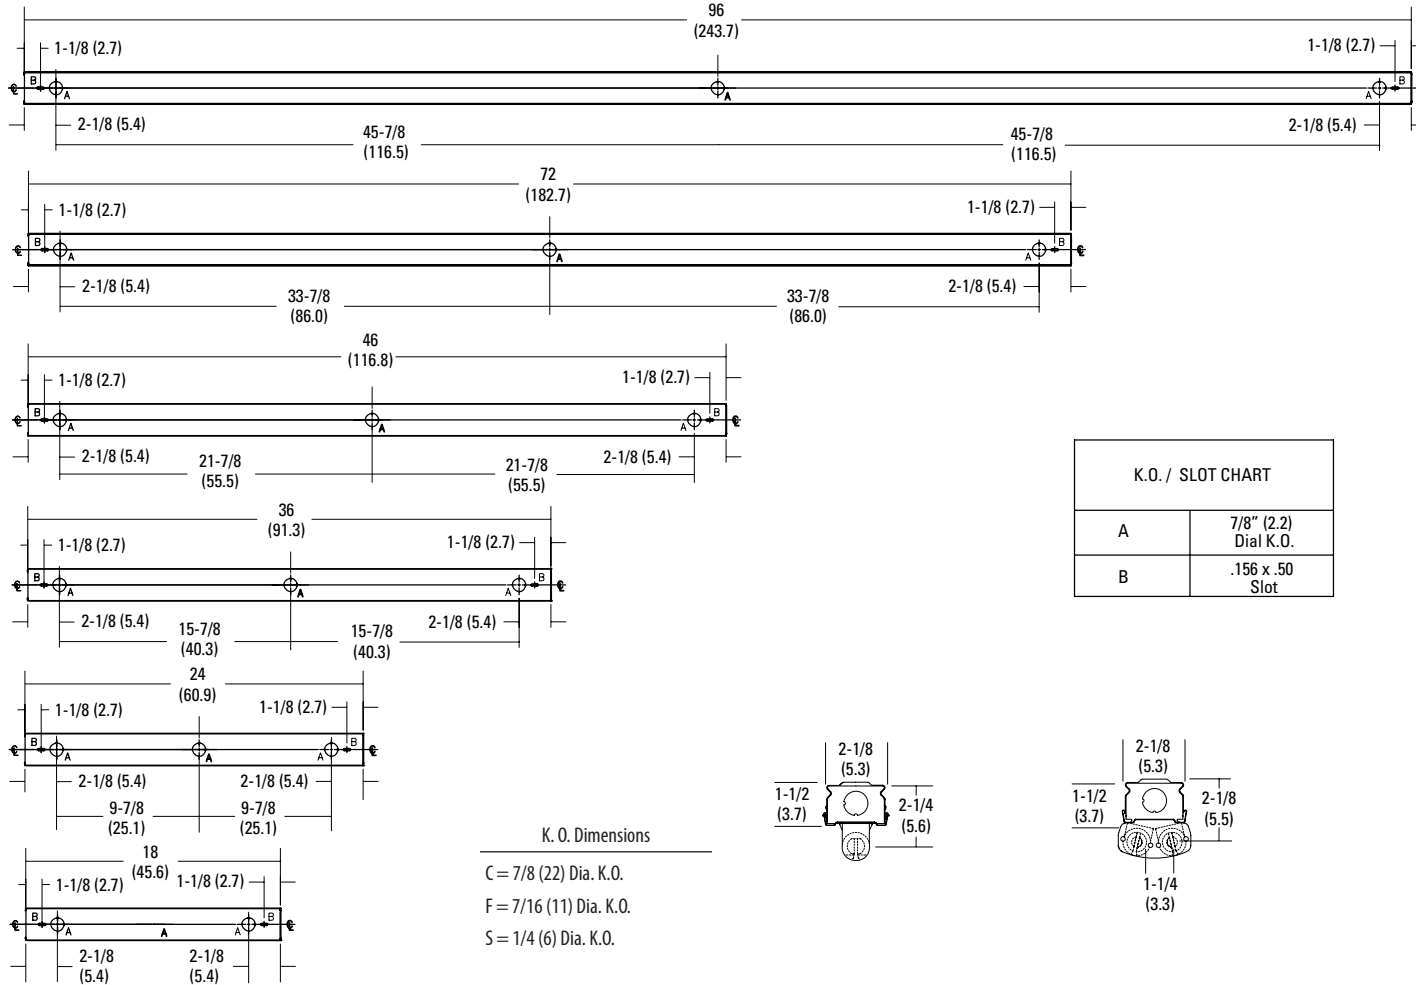 96
(243.7)
1-1/8 (2.7)
1-1/8 (2.7)
B
A
A
A
B
2-1/8 (5.4)
2-1/8 (5.4)
45-7/8
(116.5)
45-7/8
(116.5)
72
(182.7)
1-1/8 (2.7)
1-1/8 (2.7)
B
A
A
A
B
2-1/8 (5.4)
2-1/8 (5.4)
33-7/8
(86.0)
33-7/8
(86.0)
46
(116.8)
1-1/8 (2.7)
1-1/8 (2.7)
B
A
A
A
B
2-1/8 (5.4)
2-1/8 (5.4)
21-7/8
(55.5)
21-7/8
(55.5)
36
(91.3)
1-1/8 (2.7)
1-1/8 (2.7)
B
A
A
A
B
2-1/8 (5.4)
2-1/8 (5.4)
15-7/8
(40.3)
15-7/8
(40.3)
24
(60.9)
1-1/8 (2.7)
1-1/8 (2.7)
B
A
A
A
B
2-1/8 (5.4)
2-1/8 (5.4)
9-7/8
(25.1)
9-7/8
(25.1)
18
(45.6)
1-1/8 (2.7)
1-1/8 (2.7)
B
A
A
A
B
2-1/8
(5.4)
2-1/8
(5.4)
K.O. / SLOT CHART
A
7/8” (2.2)
Dial K.O.
B
.156 x .50
Slot
K. O. Dimensions
C = 7/8 (22) Dia. K.O.
F = 7/16 (11) Dia. K.O.
S = 1/4 (6) Dia. K.O.
2-1/8
(5.3)
1-1/2
(3.7)
2-1/4
(5.6)
2-1/8
(5.3)
1-1/2
(3.7)
2-1/8
(5.5)
1-1/4
(3.3)